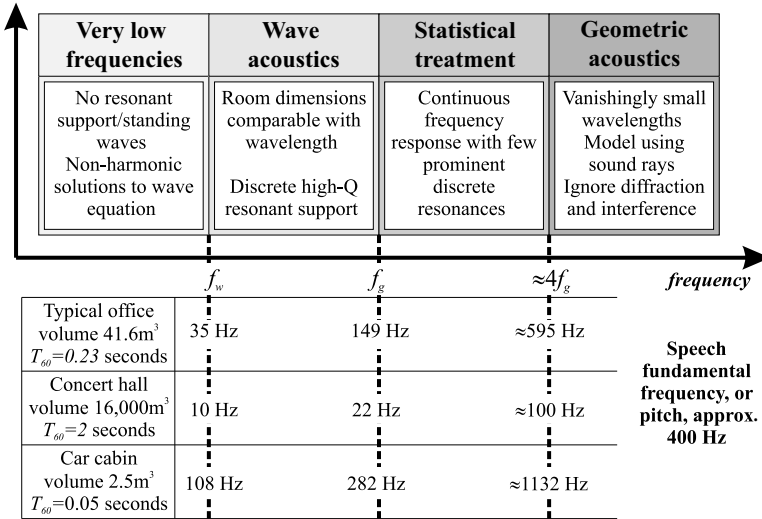 Very low
frequencies
Wave
acoustics
Statistical
treatment
Geometric
acoustics
No resonant
support/standing
waves
Non-harmonic
solutions to wave
equation
Room dimensions
comparable with
wavelength
Discrete high-Q
resonant support
Continuous
frequency
response with few
prominent
discrete
resonances
Vanishingly small
wavelengths
Model using
sound rays
Ignore diffraction
and interference
f_w f_g ≈4f_g frequency
Typical office
volume 41.6m³
T₆₀=0.23 seconds
35 Hz 149 Hz ≈595 Hz
Concert hall
volume 16,000m³
T₆₀=2 seconds
10 Hz 22 Hz ≈100 Hz
Car cabin
volume 2.5m³
T₆₀=0.05 seconds
108 Hz 282 Hz ≈1132 Hz
Speech
fundamental
frequency, or
pitch, approx.
400 Hz